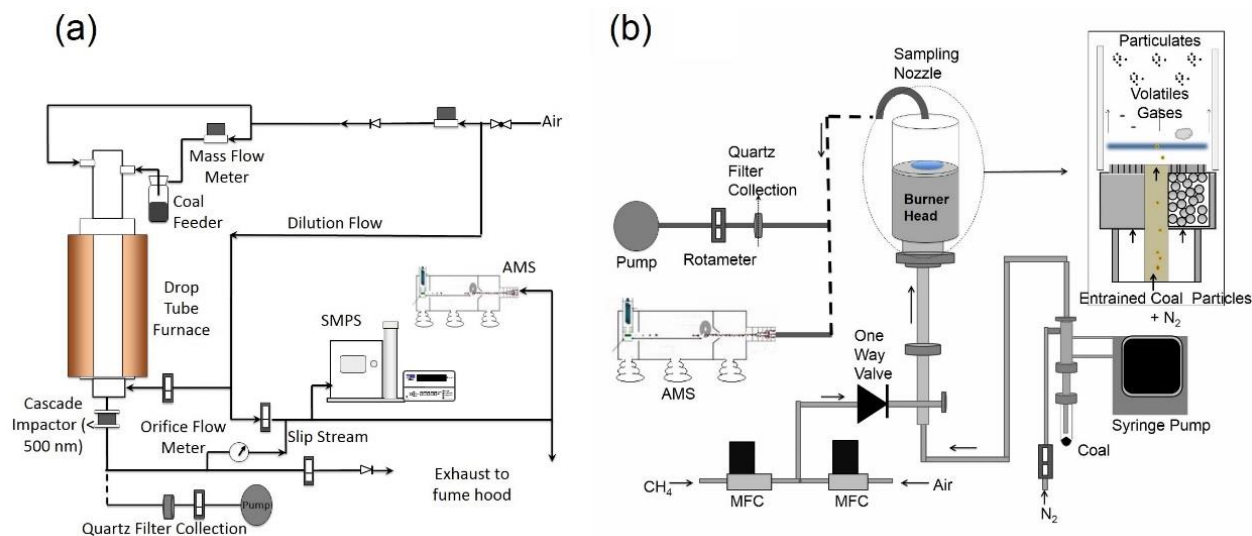 (a)
Air
Mass Flow
Meter
Coal
Feeder
Dilution Flow
AMS
Drop
Tube
Furnace
SMPS
Cascade
Impactor (<
500 nm)
Orifice Flow
Meter
Slip Stream
Exhaust to
fume hood
Pump
Quartz Filter Collection
(b)
Sampling
Nozzle
Particulates
Volatiles
Gases
Quartz
Filter
Collection
Burner
Head
Pump
Rotameter
Entrained Coal Particles
+ N₂
One
Way
Valve
AMS
Syringe Pump
Coal
CH₄
MFC
MFC
Air
N₂